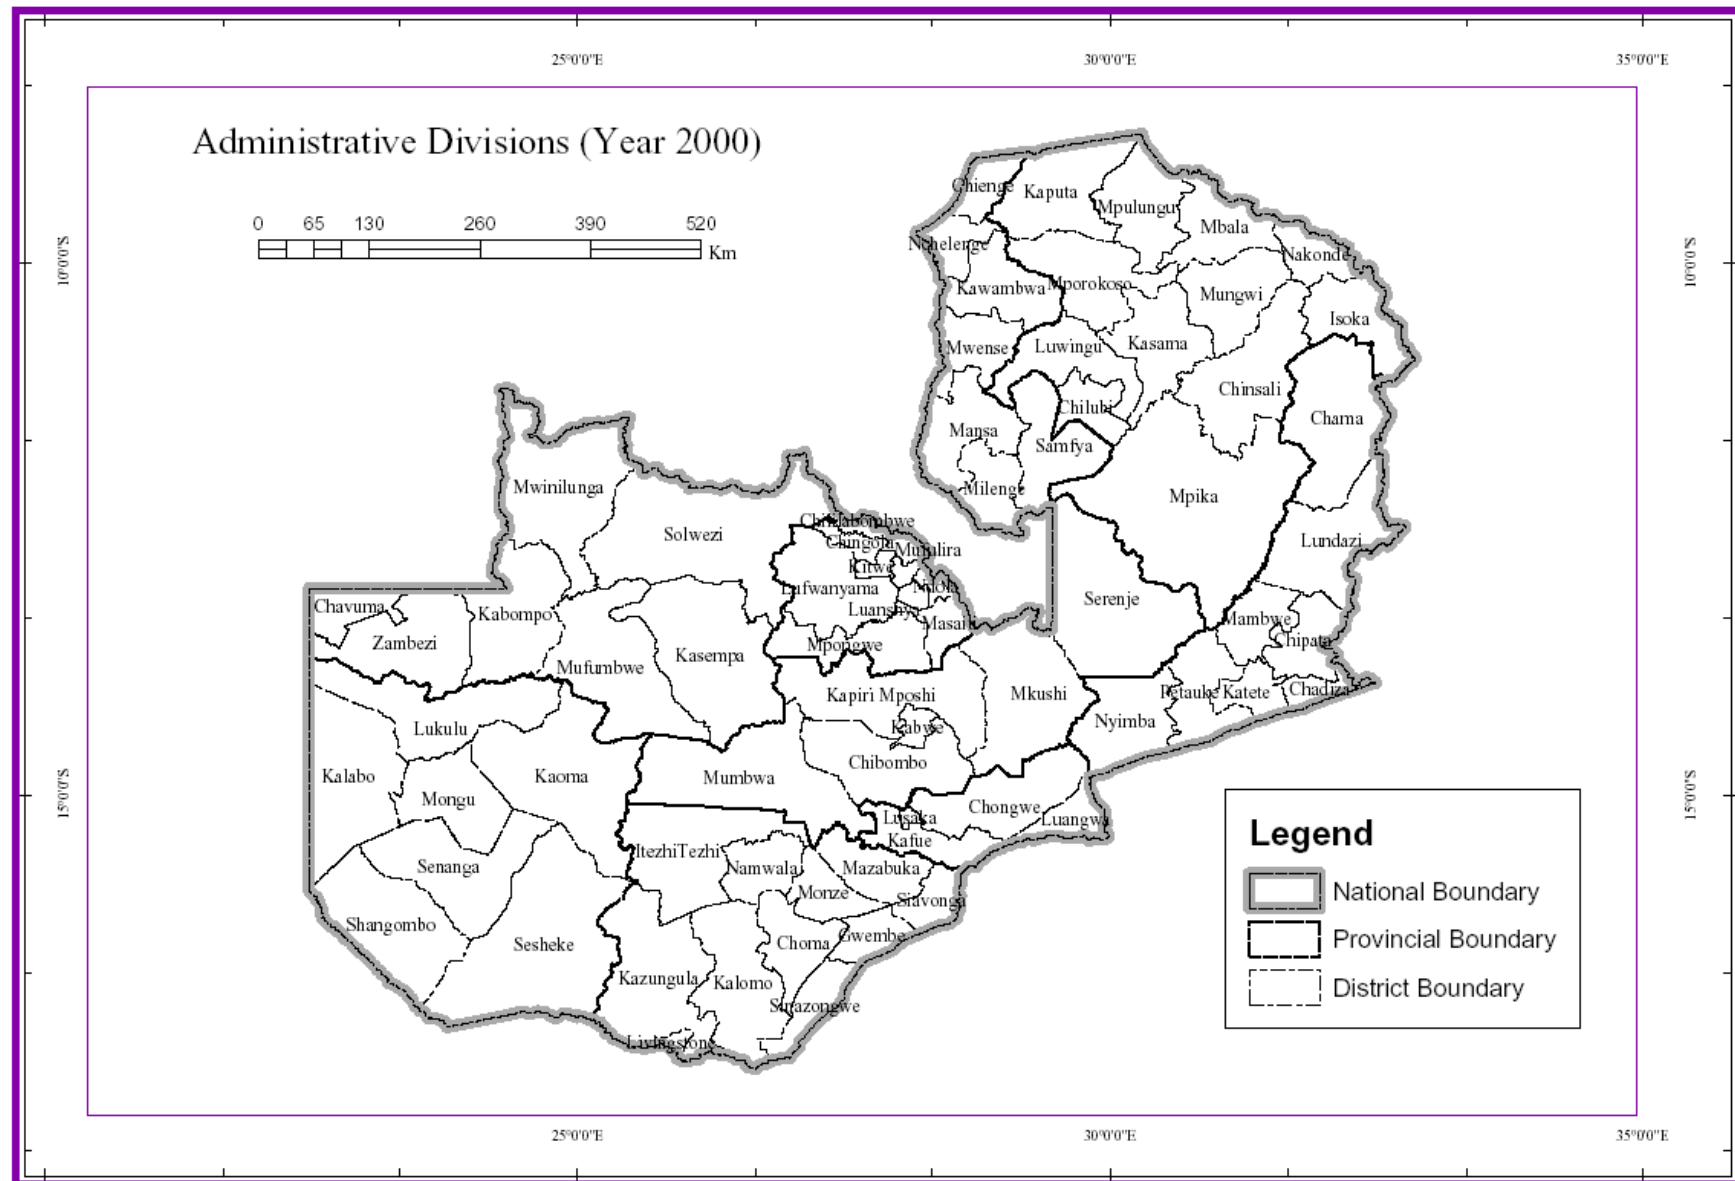 25°0'0"E 30°0'0"E 35°0'0"E
Administrative Divisions (Year 2000)
0 65 130 260 390 520
Km
10°0'0"S
10°0'0"S
15°0'0"S
15°0'0"S
Chienge
Kaputa
Mpulungu
Mbala
Nchelenge
Nakonde
Kawambwa
Mporokoso
Mungwi
Isoka
Mwense
Luwingu
Kasama
Chinsali
Chilubi
Chama
Mansa
Samfya
Milenge
Mpika
Mwinilunga
Solwezi
Chililabombwe
Chingola
Mufulira
Lundazi
Kitwe
Lufwanyama
Ndola
Luanshya
Masaiti
Serenje
Chavuma
Kabompo
Zambezi
Mambwe
Chipata
Mpongwe
Mufumbwe
Kasempa
Kapiri Mposhi
Mkushi
Petauke
Katete
Chadiza
Nyimba
Lukulu
Kabwe
Kalabo
Kaoma
Mumbwa
Chibombo
Mongu
Chongwe
Lusaka
Luangwa
Kafue
ItezhiTezhi
Namwala
Mazabuka
Senanga
Monze
Siavonga
Shangombo
Sesheke
Choma
Gwembe
Kazungula
Kalomo
Sinazongwe
Livingstone
Legend
National Boundary
Provincial Boundary
District Boundary
25°0'0"E 30°0'0"E 35°0'0"E